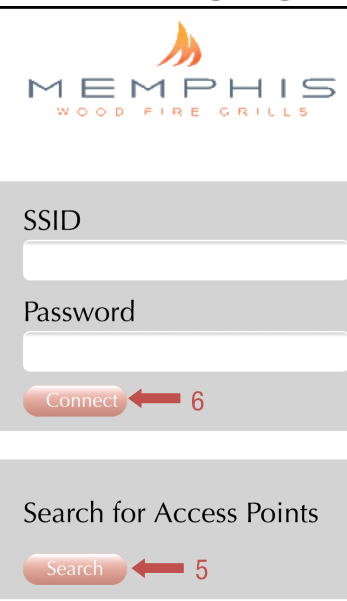 MEMPHIS
WOOD FIRE GRILLS
SSID
Password
Connect 6
Search for Access Points
Search 5